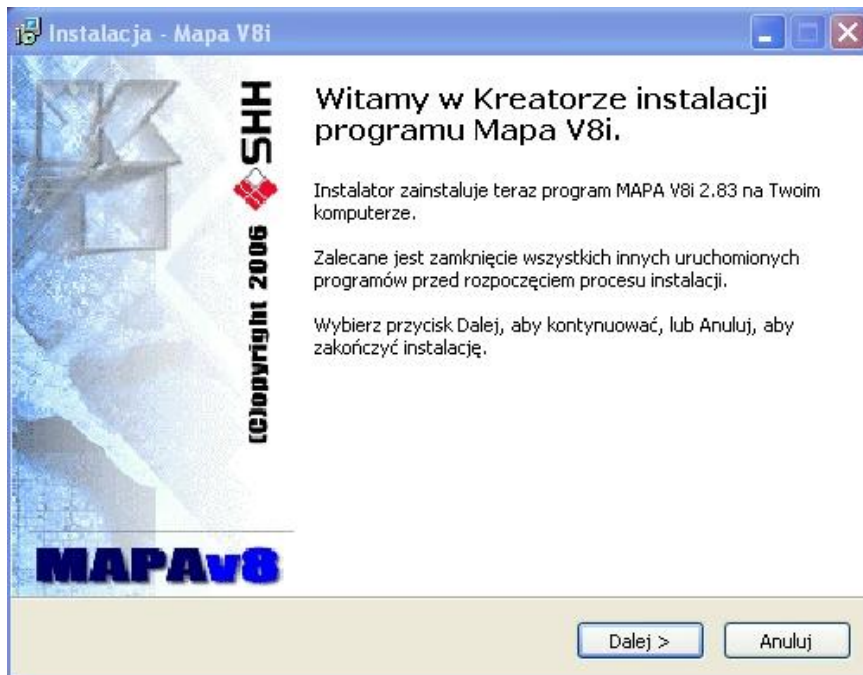 Instalacja - Mapa V8i
Witamy w Kreatorze instalacji
programu Mapa V8i.
Instalator zainstaluje teraz program MAPA V8i 2.83 na Twoim
komputerze.
Zalecane jest zamknięcie wszystkich innych uruchomionych
programów przed rozpoczęciem procesu instalacji.
Wybierz przycisk Dalej, aby kontynuować, lub Anuluj, aby
zakończyć instalację.
(C)opyright 2006 SHH
MAPAv8
Dalej >
Anuluj